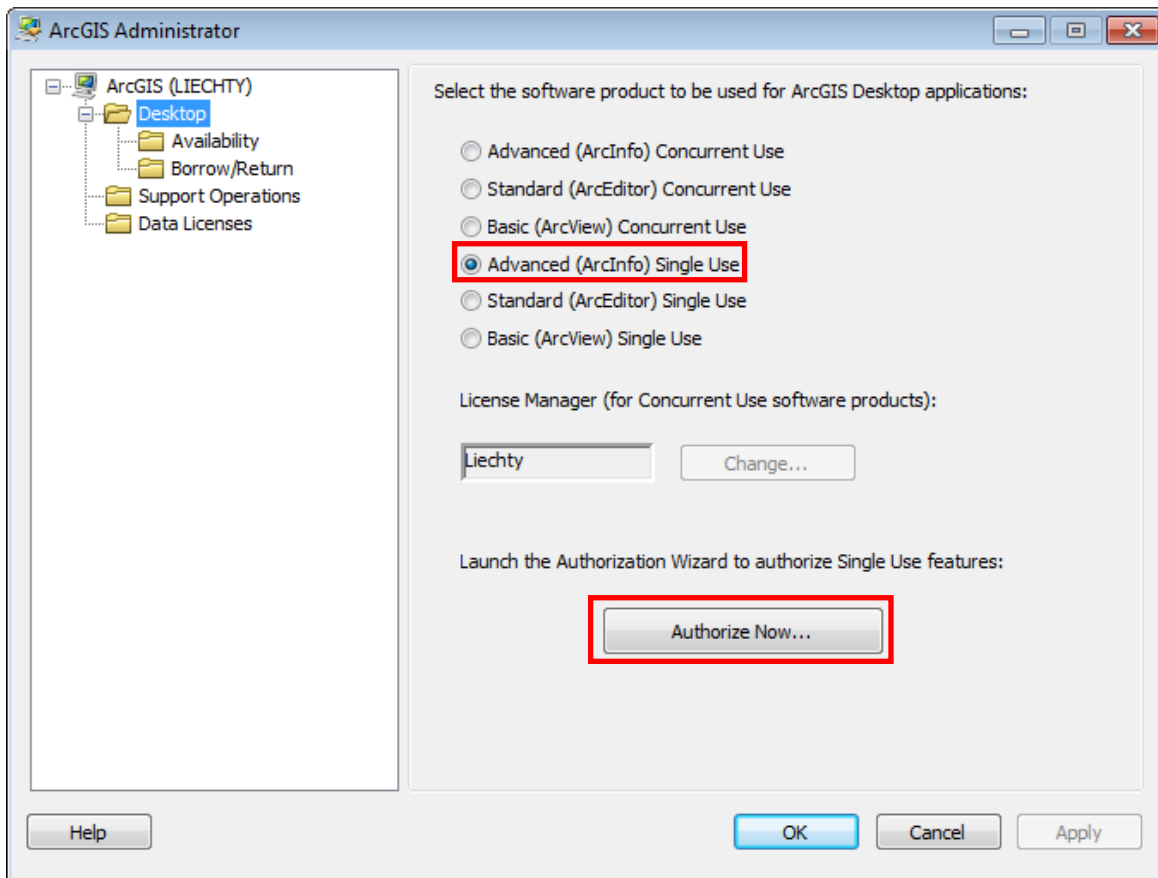 ArcGIS Administrator
ArcGIS (LIECHTY)
Desktop
Availability
Borrow/Return
Support Operations
Data Licenses
Select the software product to be used for ArcGIS Desktop applications:
Advanced (ArcInfo) Concurrent Use
Standard (ArcEditor) Concurrent Use
Basic (ArcView) Concurrent Use
Advanced (ArcInfo) Single Use
Standard (ArcEditor) Single Use
Basic (ArcView) Single Use
License Manager (for Concurrent Use software products):
Liechty
Change...
Launch the Authorization Wizard to authorize Single Use features:
Authorize Now...
Help
OK
Cancel
Apply